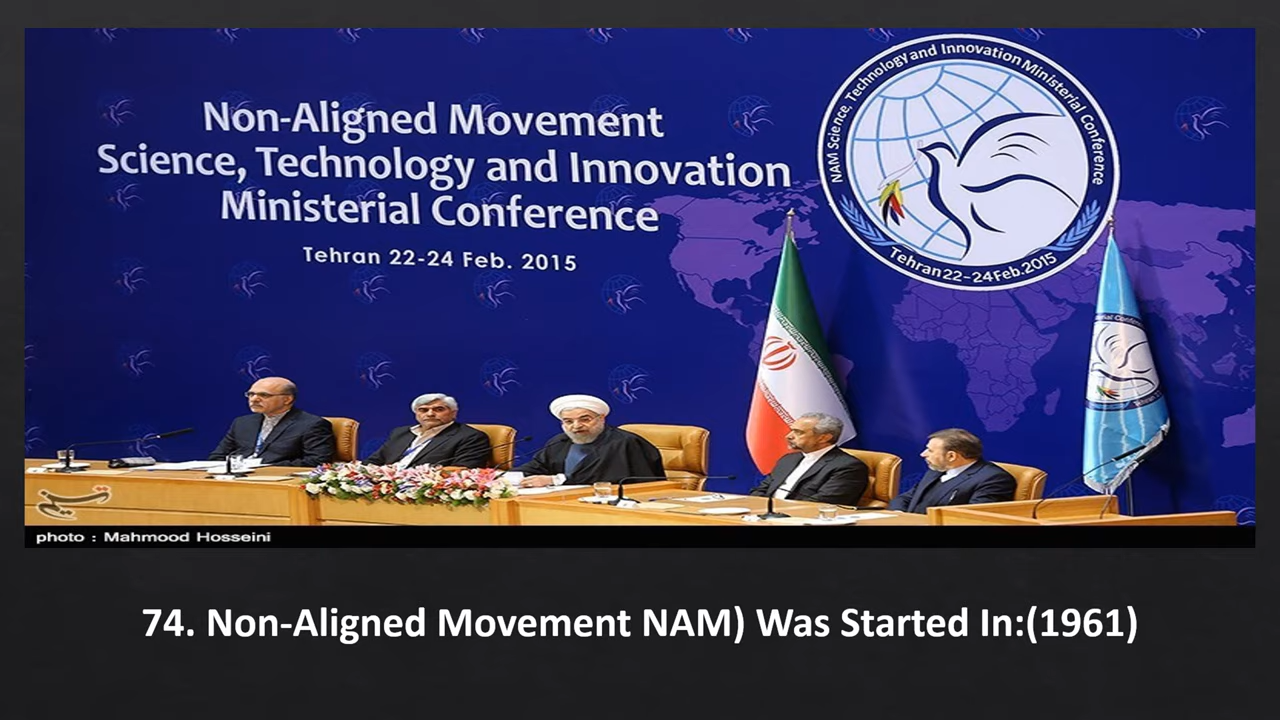 Non-Aligned Movement
Science, Technology and Innovation
Ministerial Conference
Tehran 22-24 Feb. 2015
NAM Science, Technology and Innovation Ministerial Conference
Tehran 22-24 Feb. 2015
تسنیم
photo : Mahmood Hosseini
74. Non-Aligned Movement NAM) Was Started In:(1961)